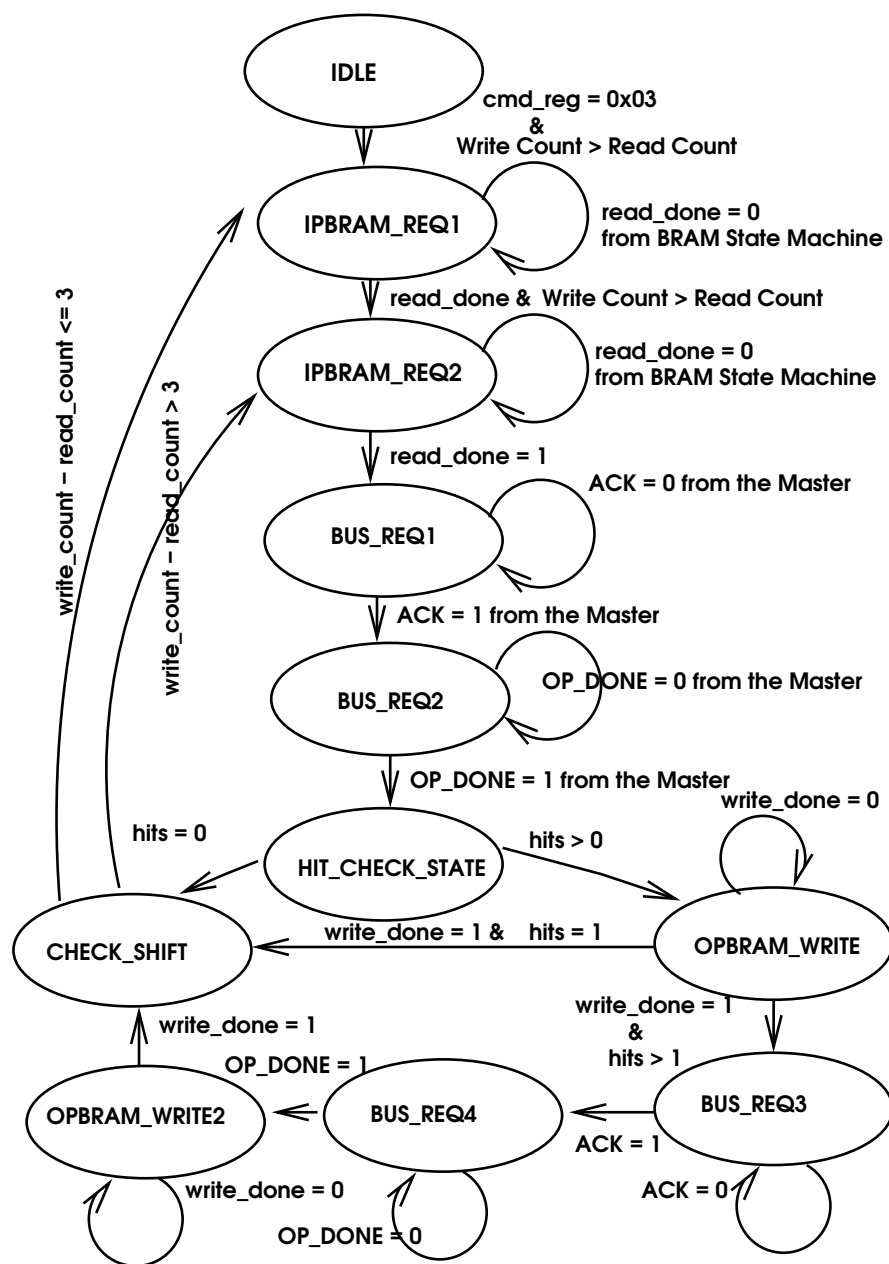 IDLE
cmd_reg = 0x03
&
Write Count > Read Count
IPBRAM_REQ1
read_done = 0
from BRAM State Machine
read_done & Write Count > Read Count
IPBRAM_REQ2
read_done = 0
from BRAM State Machine
write_count – read_count <= 3
write_count – read_count > 3
read_done = 1
BUS_REQ1
ACK = 0 from the Master
ACK = 1 from the Master
BUS_REQ2
OP_DONE = 0 from the Master
OP_DONE = 1 from the Master
write_done = 0
hits = 0
HIT_CHECK_STATE
hits > 0
CHECK_SHIFT
write_done = 1 & hits = 1
OPBRAM_WRITE
write_done = 1
&
hits > 1
write_done = 1
OP_DONE = 1
OPBRAM_WRITE2
BUS_REQ4
BUS_REQ3
ACK = 1
write_done = 0
OP_DONE = 0
ACK = 0